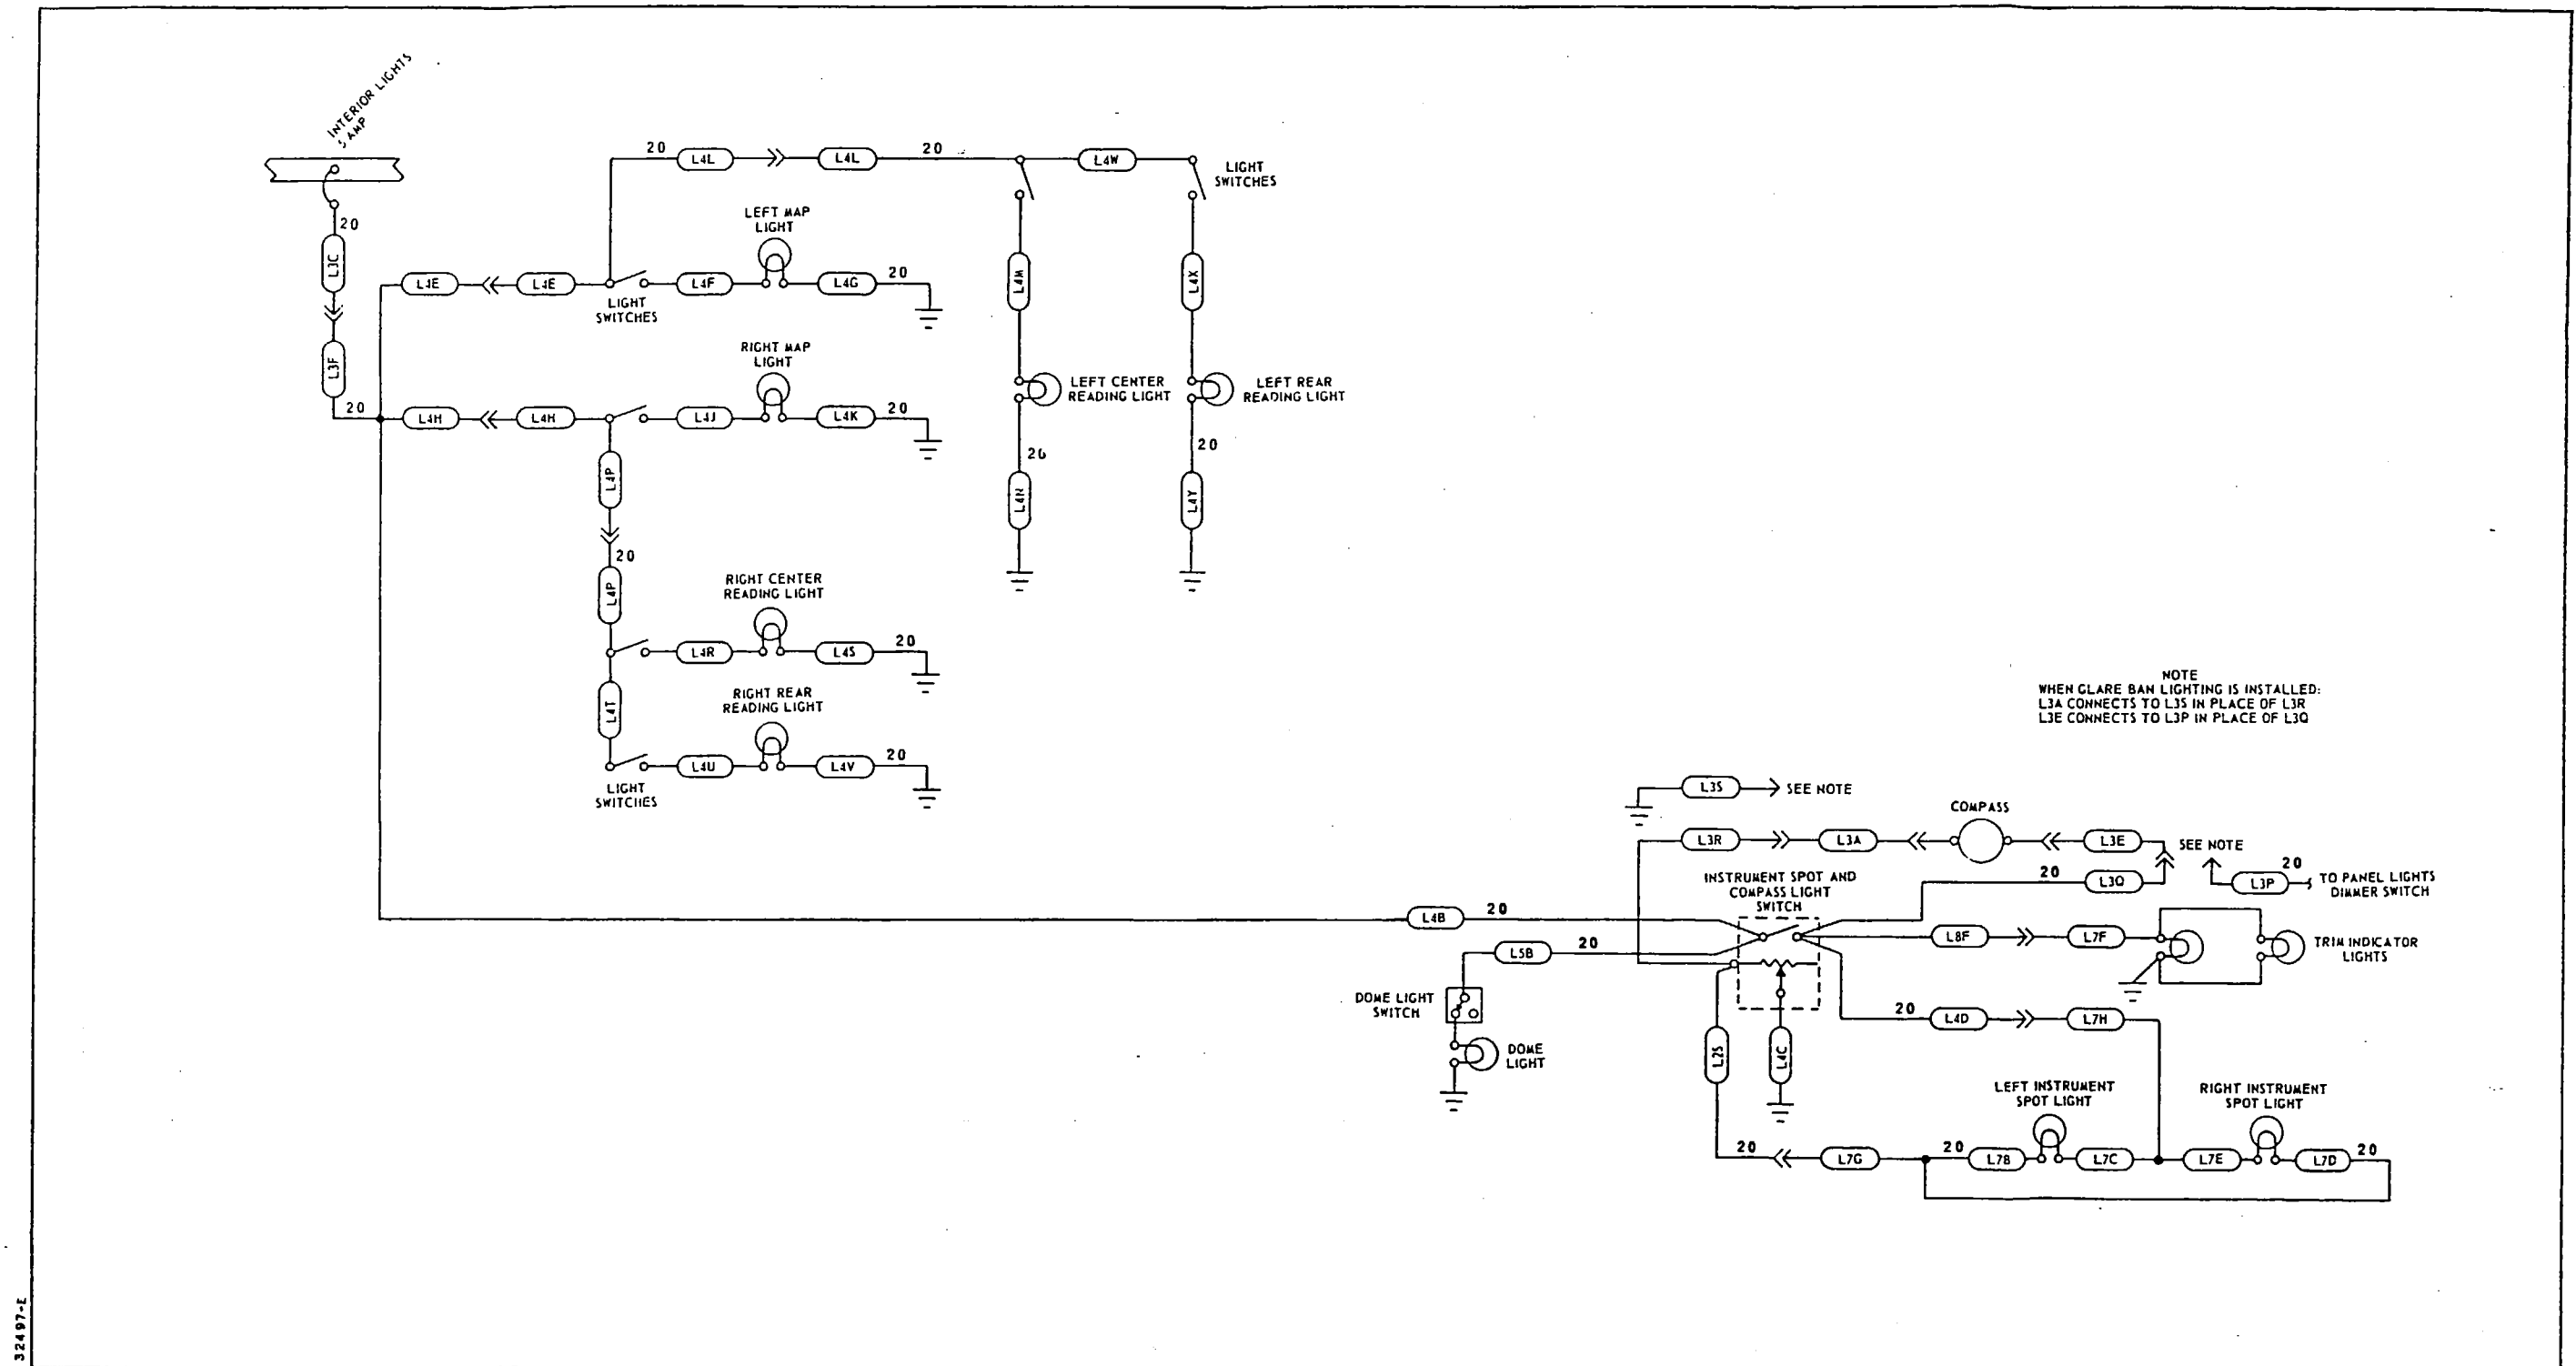 INTERIOR LIGHTS
5 AMP
20
L3C
L3F
20
20
L4L
L4L
20
L4W
LIGHT
SWITCHES
LEFT MAP
LIGHT
L4E
L4E
L4F
L4G
20
LIGHT
SWITCHES
L4M
L4X
RIGHT MAP
LIGHT
L4H
L4H
L4J
L4K
20
LEFT CENTER
READING LIGHT
LEFT REAR
READING LIGHT
20
20
L4N
L4Y
L4P
20
L4P
RIGHT CENTER
READING LIGHT
L4R
L4S
20
L4T
RIGHT REAR
READING LIGHT
L4U
L4V
20
LIGHT
SWITCHES
NOTE
WHEN GLARE BAN LIGHTING IS INSTALLED:
L3A CONNECTS TO L3S IN PLACE OF L3R
L3E CONNECTS TO L3P IN PLACE OF L3Q
L3S
SEE NOTE
COMPASS
L3R
L3A
L3E
SEE NOTE
INSTRUMENT SPOT AND
COMPASS LIGHT
SWITCH
20
L3Q
20
L3P
TO PANEL LIGHTS
DIMMER SWITCH
L4B
20
L5B
20
L8F
L7F
TRIM INDICATOR
LIGHTS
DOME LIGHT
SWITCH
20
L4D
L7H
DOME
LIGHT
L2S
L4C
LEFT INSTRUMENT
SPOT LIGHT
RIGHT INSTRUMENT
SPOT LIGHT
20
L7G
20
L7B
L7C
L7E
L7D
20
32497-E